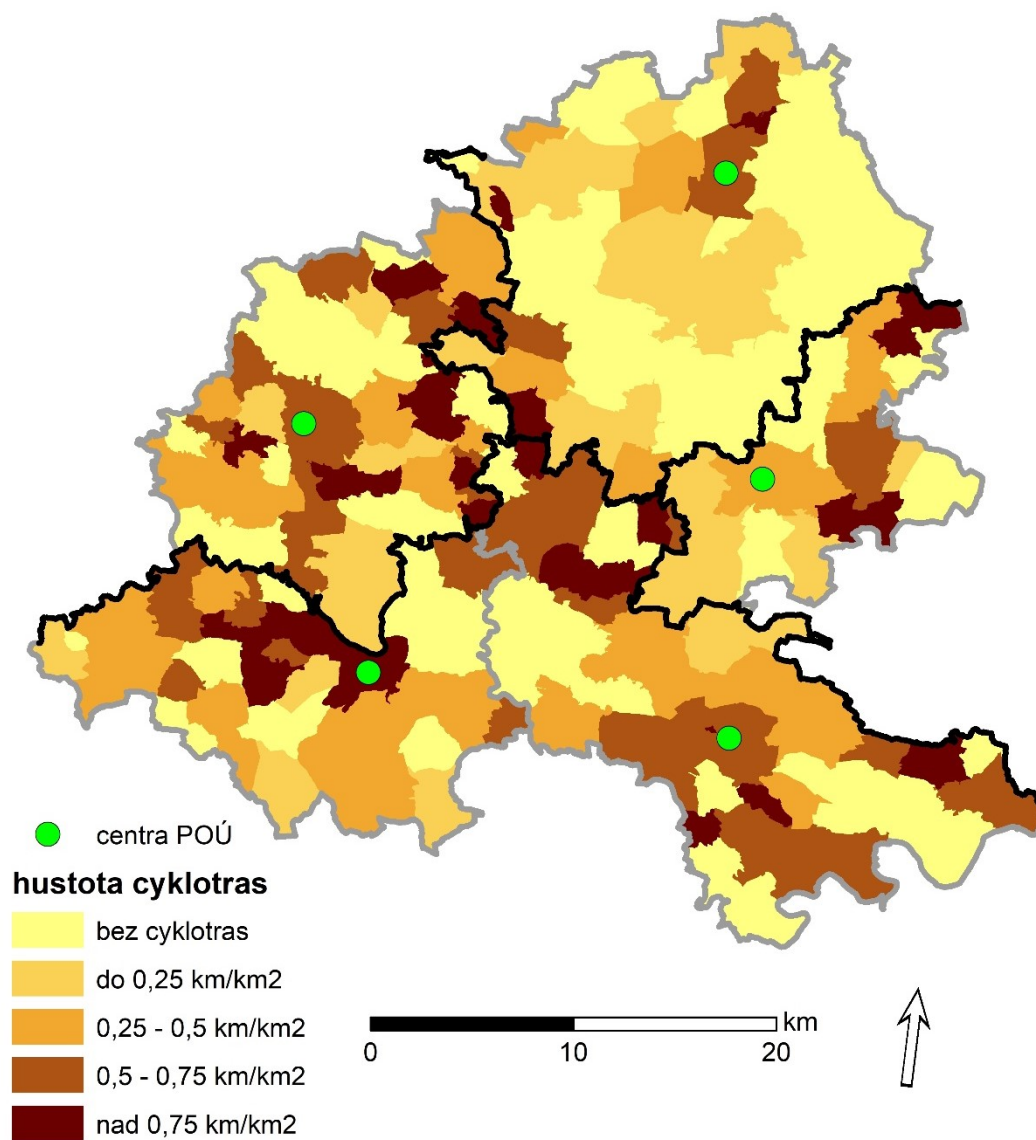 centra POÚ
hustota cyklotras
bez cyklotras
do 0,25 km/km2
0,25 - 0,5 km/km2
0,5 - 0,75 km/km2
nad 0,75 km/km2
km
0 10 20